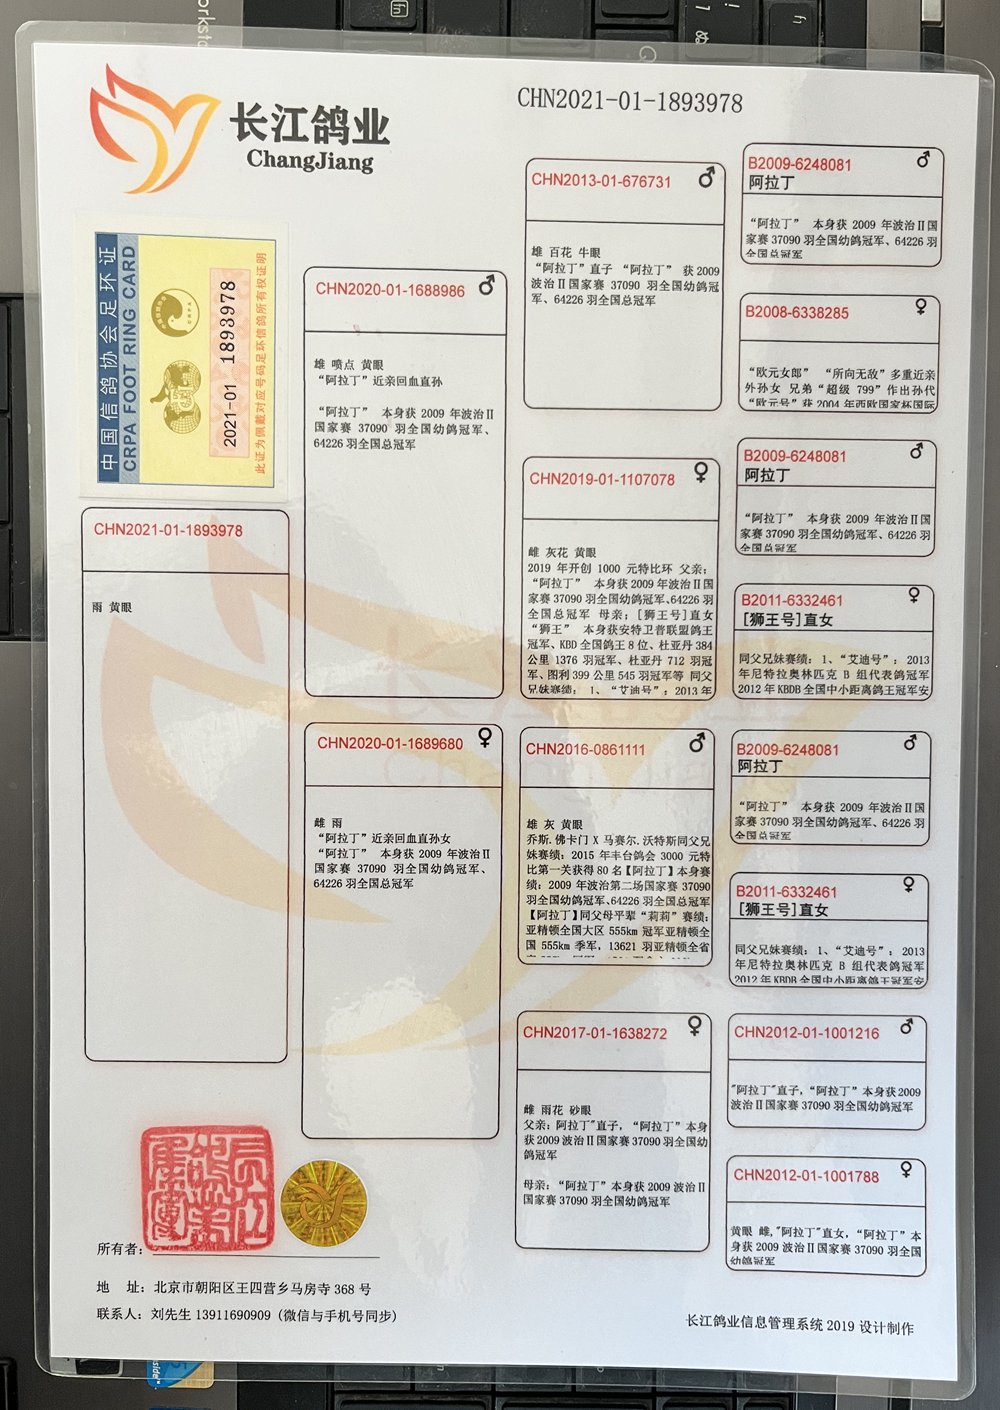 长江鸽业
ChangJiang
CHN2021-01-1893978
中国信鸽协会足环证
CRPA FOOT RING CARD
2021-01 1893978
此证为佩戴对应号码足环信鸽所有权证明
CHN2021-01-1893978
雨 黄眼
CHN2020-01-1688986 ♂
雄 喷点 黄眼
“阿拉丁”近亲回血直孙
“阿拉丁” 本身获 2009 年波治Ⅱ
国家赛 37090 羽全国幼鸽冠军、
64226 羽全国总冠军
CHN2020-01-1689680 ♀
雌 雨
“阿拉丁”近亲回血直孙女
“阿拉丁” 本身获 2009 年波治Ⅱ
国家赛 37090 羽全国幼鸽冠军、
64226 羽全国总冠军
CHN2013-01-676731 ♂
雄 百花 牛眼
“阿拉丁”直子 “阿拉丁” 获 2009
年波治Ⅱ国家赛 37090 羽全国幼鸽冠
军、64226 羽全国总冠军
CHN2019-01-1107078 ♀
雌 灰花 黄眼
2019 年开创 1000 元特比环 父亲;
“阿拉丁” 本身获 2009 年波治Ⅱ国
家赛 37090 羽全国幼鸽冠军、64226 羽
全国总冠军 母亲;[狮王号]直女
“狮王” 本身获安特卫普联盟鸽王
冠军、KBD 全国鸽王 8 位、杜亚丹 384
公里 1376 羽冠军、杜亚丹 712 羽冠
军、图利 399 公里 545 羽冠军等 同父
兄妹赛绩: 1、“艾迪号”; 2013 年
CHN2016-0861111 ♂
雄 灰 黄眼
乔斯.佛卡门 X 马赛尔.沃特斯同父兄
妹赛绩: 2015 年丰台鸽会 3000 元特
比第一关获得 80 名【阿拉丁】本身赛
绩: 2009 年波治第二场国家赛 37090
羽全国幼鸽冠军、64226 羽全国总冠军
【阿拉丁】同父母平辈“莉莉”赛绩:
亚精顿全国大区 555km 冠军亚精顿全
国 555km 季军, 13621 羽亚精顿全省
CHN2017-01-1638272 ♀
雌 雨花 砂眼
父亲: 阿拉丁"直子, “阿拉丁”本身
获 2009 波治Ⅱ国家赛 37090 羽全国幼
鸽冠军
母亲: “阿拉丁”本身获 2009 波治Ⅱ
国家赛 37090 羽全国幼鸽冠军
B2009-6248081 ♂
阿拉丁
“阿拉丁” 本身获 2009 年波治Ⅱ国
家赛 37090 羽全国幼鸽冠军、64226 羽
全国总冠军
B2008-6338285 ♀
“欧元女郎” “所向无敌”多重近亲
外孙女 兄弟“超级 799”作出孙代
“欧元号”获 2004 年西欧国家杯国际
B2009-6248081 ♂
阿拉丁
“阿拉丁” 本身获 2009 年波治Ⅱ国
家赛 37090 羽全国幼鸽冠军、64226 羽
全国总冠军
B2011-6332461 ♀
[狮王号]直女
同父兄妹赛绩: 1、“艾迪号”; 2013
年尼特拉奥林匹克 B 组代表鸽冠军
2012 年 KBDB 全国中小距离鸽王冠军安
B2009-6248081 ♂
阿拉丁
“阿拉丁” 本身获 2009 年波治Ⅱ国
家赛 37090 羽全国幼鸽冠军、64226 羽
全国总冠军
B2011-6332461 ♀
[狮王号]直女
同父兄妹赛绩: 1、“艾迪号”; 2013
年尼特拉奥林匹克 B 组代表鸽冠军
2012 年 KBDB 全国中小距离鸽王冠军安
CHN2012-01-1001216 ♂
"阿拉丁"直子, “阿拉丁”本身获2009
波治Ⅱ国家赛 37090 羽全国幼鸽冠军
CHN2012-01-1001788 ♀
黄眼 雌,"阿拉丁"直女, “阿拉丁”本
身获 2009 波治Ⅱ国家赛 37090 羽全国
幼鸽冠军
所有者:
地 址: 北京市朝阳区王四营乡马房寺 368 号
联系人: 刘先生 13911690909 (微信与手机号同步)
长江鸽业信息管理系统 2019 设计制作